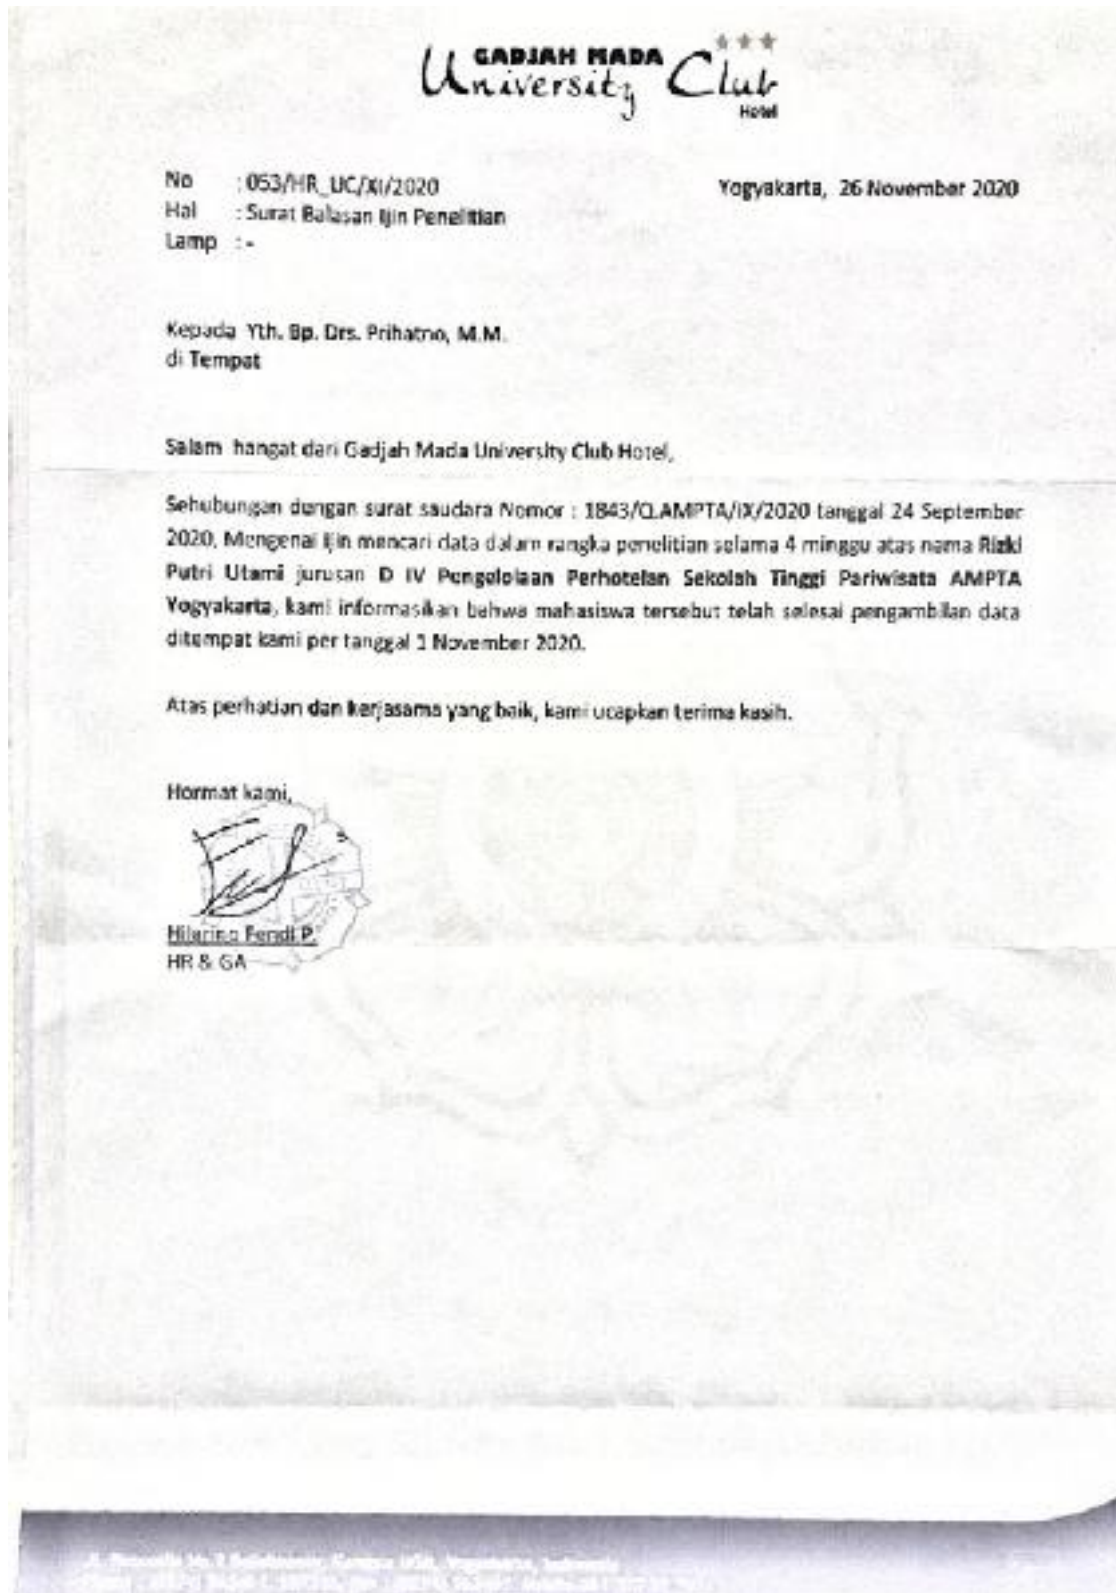 GADJAH MADA
University Club
Hotel
No : 053/HR_UC/XI/2020
Yogyakarta, 26 November 2020
Hal : Surat Balasan Ijin Penelitian
Lamp : -
Kepada Yth. Bp. Drs. Prihatno, M.M.
di Tempat
Salam hangat dari Gadjah Mada University Club Hotel,
Sehubungan dengan surat saudara Nomor : 1843/Q.AMPTA/IX/2020 tanggal 24 September
2020, Mengenai Ijin mencari data dalam rangka penelitian selama 4 minggu atas nama Rizki
Putri Utami jurusan D IV Pengelolaan Perhotelan Sekolah Tinggi Pariwisata AMPTA
Yogyakarta, kami informasikan bahwa mahasiswa tersebut telah selesai pengambilan data
ditempat kami per tanggal 1 November 2020.
Atas perhatian dan kerjasama yang baik, kami ucapkan terima kasih.
Hormat kami,
Hilarino Fendi P.
HR & GA
Yogyakarta, Indonesia